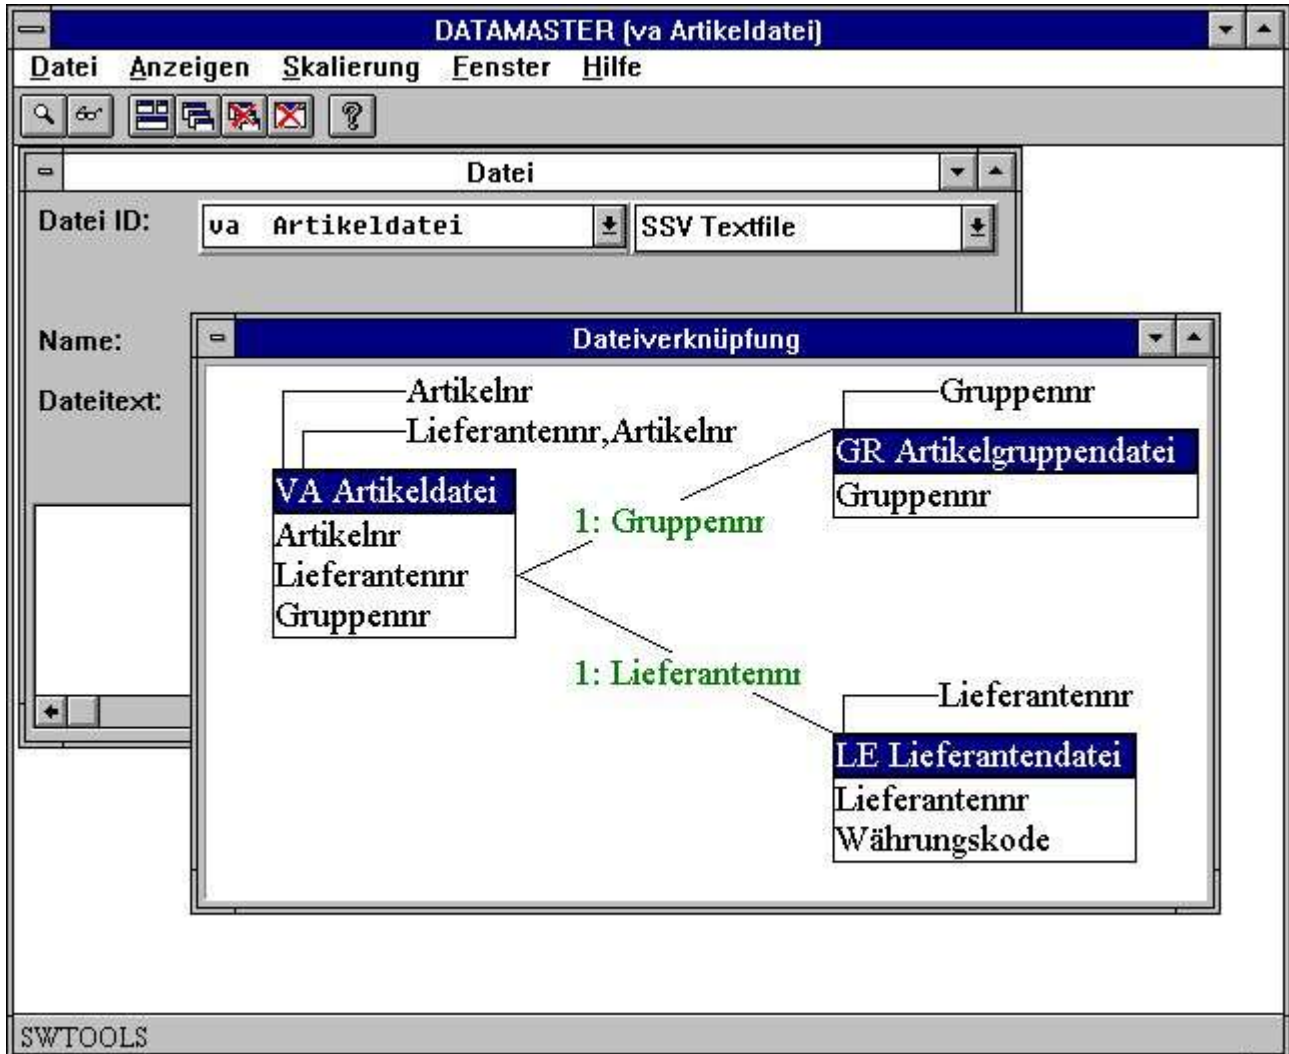 DATAMASTER (va Artikeldatei)
Datei Anzeigen Skalierung Fenster Hilfe
Datei
Datei ID: va Artikeldatei SSV Textfile
Name:
Dateitext:
Dateiverknüpfung
Artikelnr
Lieferantennr,Artikelnr
VA Artikeldatei
Artikelnr
Lieferantennr
Gruppennr
1: Gruppennr
1: Lieferantennr
Gruppennr
GR Artikelgruppendatei
Gruppennr
Lieferantennr
LE Lieferantendatei
Lieferantennr
Währungskode
SWTOOLS